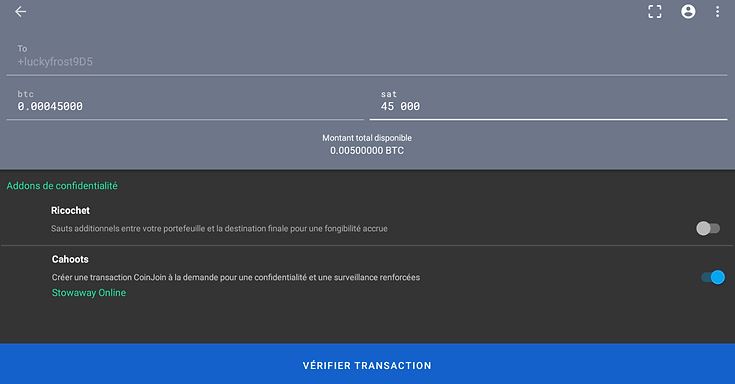 To
+luckyfrost9D5
btc
sat
0.00045000
45 000
Montant total disponible
0.00500000 BTC
Addons de confidentialité
Ricochet
Sauts additionnels entre votre portefeuille et la destination finale pour une fongibilité accrue
Cahoots
Créer une transaction CoinJoin à la demande pour une confidentialité et une surveillance renforcées
Stowaway Online
VÉRIFIER TRANSACTION